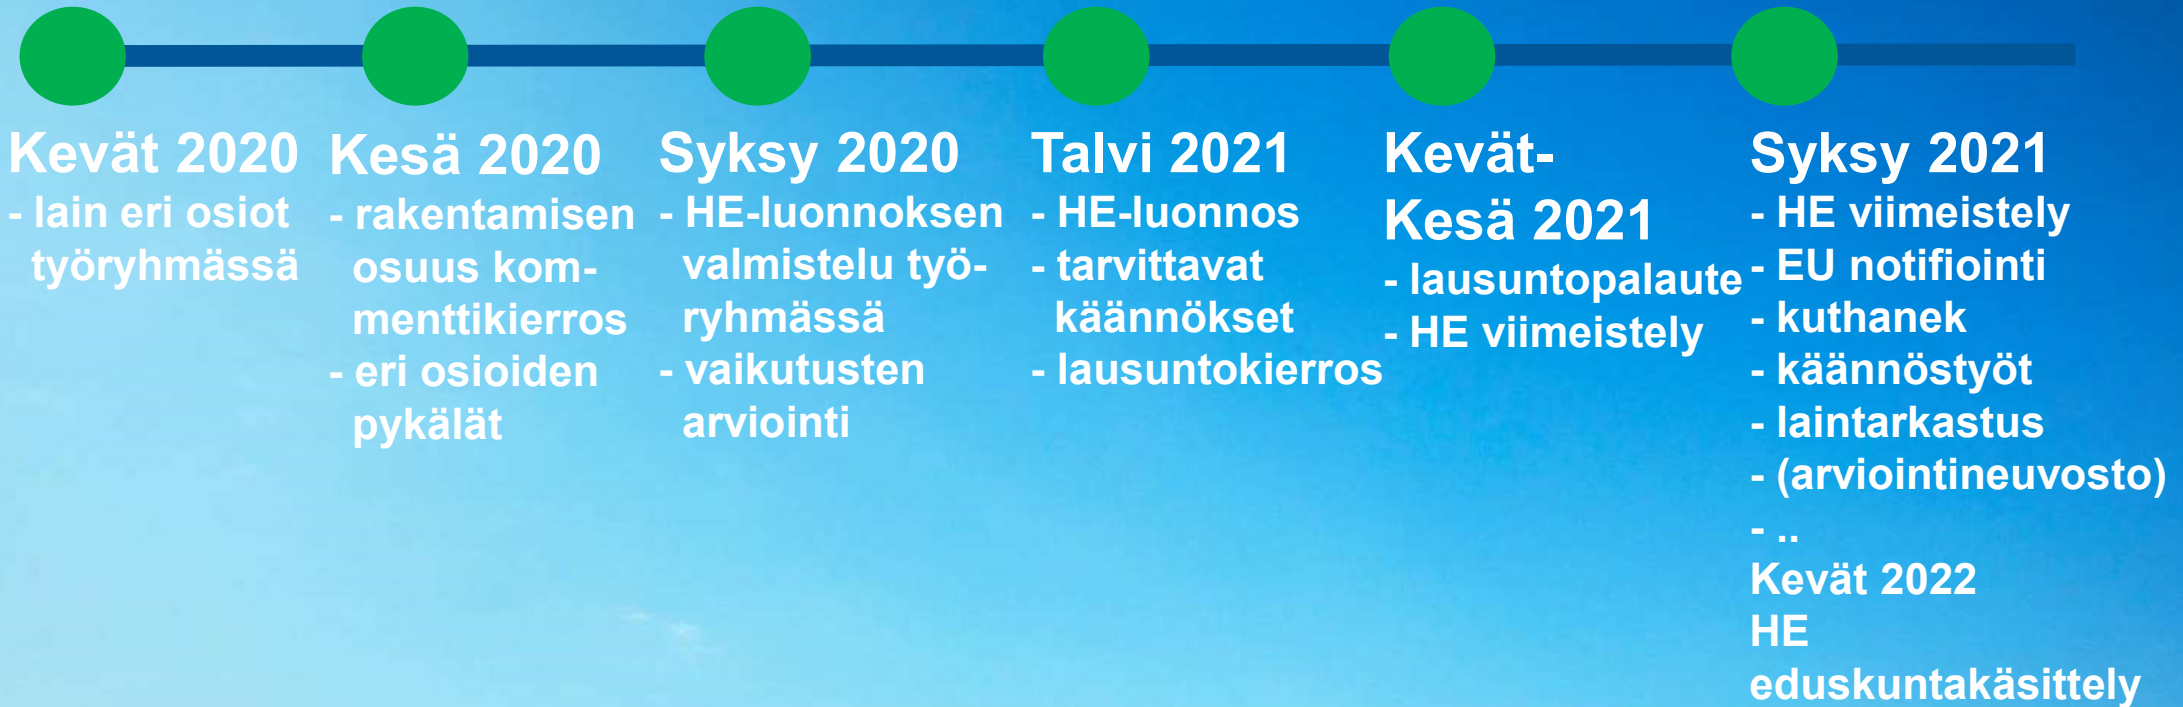 Kevät 2020
- lain eri osiot
työryhmässä
Kesä 2020
- rakentamisen
osuus kom-
menttikierros
- eri osioiden
pykälät
Syksy 2020
- HE-luonnoksen
valmistelu työ-
ryhmässä
- vaikutusten
arviointi
Talvi 2021
- HE-luonnos
- tarvittavat
käännökset
- lausuntokierros
Kevät-
Kesä 2021
- lausuntopalaute
- HE viimeistely
Syksy 2021
- HE viimeistely
- EU notifiointi
- kuthanek
- käännöstyöt
- laintarkastus
- (arviointineuvosto)
- ..
Kevät 2022
HE
eduskuntakäsittely